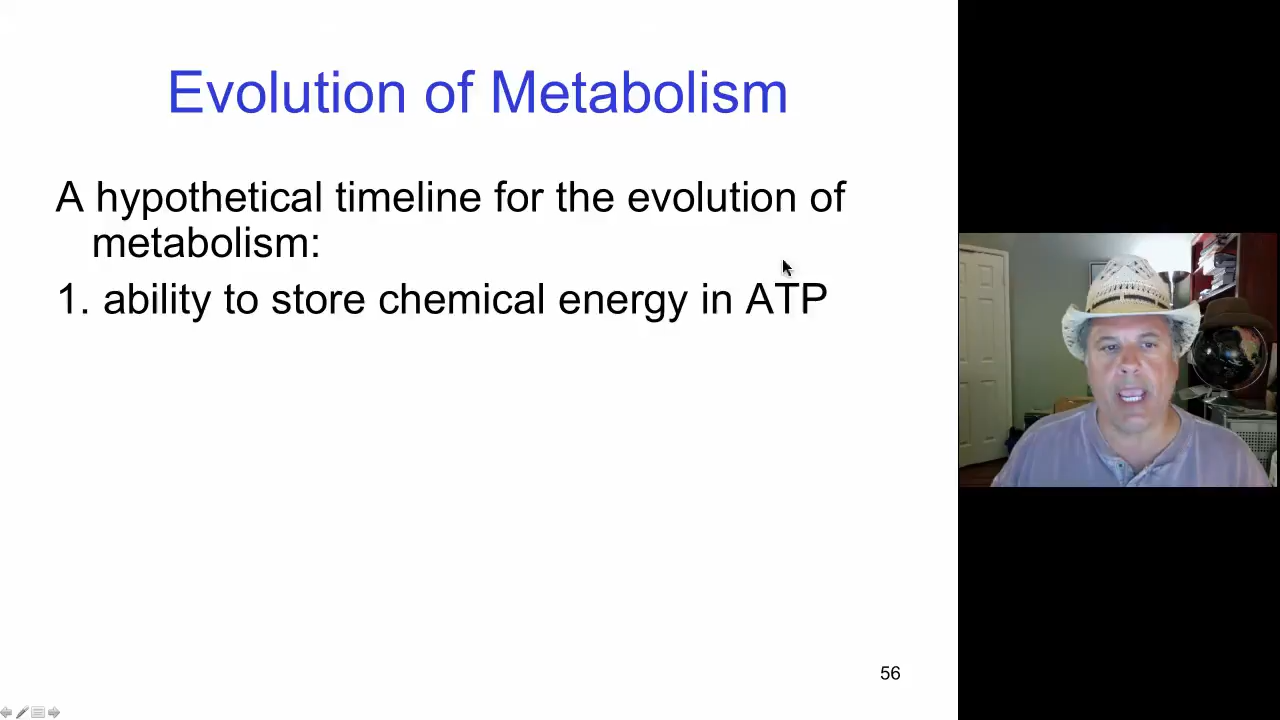 Evolution of Metabolism
A hypothetical timeline for the evolution of
metabolism:
1. ability to store chemical energy in ATP
56